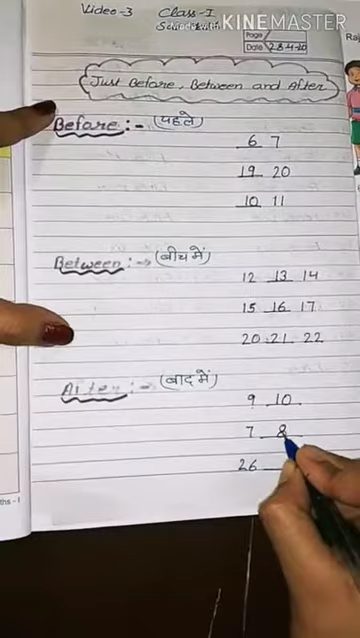 Video-3 Class-I
KINEMASTER
Page
Date 28-4-20
Just Before, Between and After
Before :- (पहले)
6 7
19 20
10 11
Between :→ (बीच में)
12 13 14
15 16 17
20 21 22
After :→ (बाद में)
9 10
7 8
26